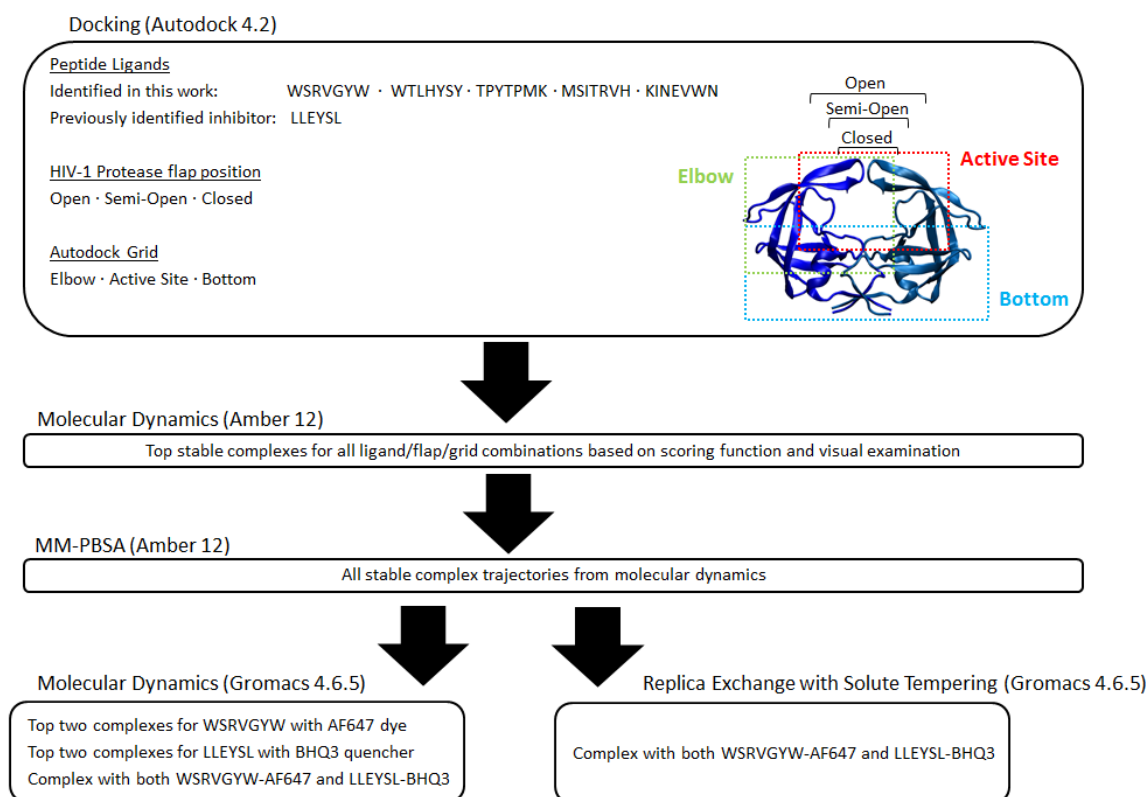 Docking (Autodock 4.2)
Peptide Ligands
Identified in this work: WSRVGYW · WTLHYSY · TPYTPMK · MSITRVH · KINEVWN
Previously identified inhibitor: LLEYSL
HIV-1 Protease flap position
Open · Semi-Open · Closed
Autodock Grid
Elbow · Active Site · Bottom
Open
Semi-Open
Closed
Elbow
Active Site
Bottom
Molecular Dynamics (Amber 12)
Top stable complexes for all ligand/flap/grid combinations based on scoring function and visual examination
MM-PBSA (Amber 12)
All stable complex trajectories from molecular dynamics
Molecular Dynamics (Gromacs 4.6.5)
Top two complexes for WSRVGYW with AF647 dye
Top two complexes for LLEYSL with BHQ3 quencher
Complex with both WSRVGYW-AF647 and LLEYSL-BHQ3
Replica Exchange with Solute Tempering (Gromacs 4.6.5)
Complex with both WSRVGYW-AF647 and LLEYSL-BHQ3